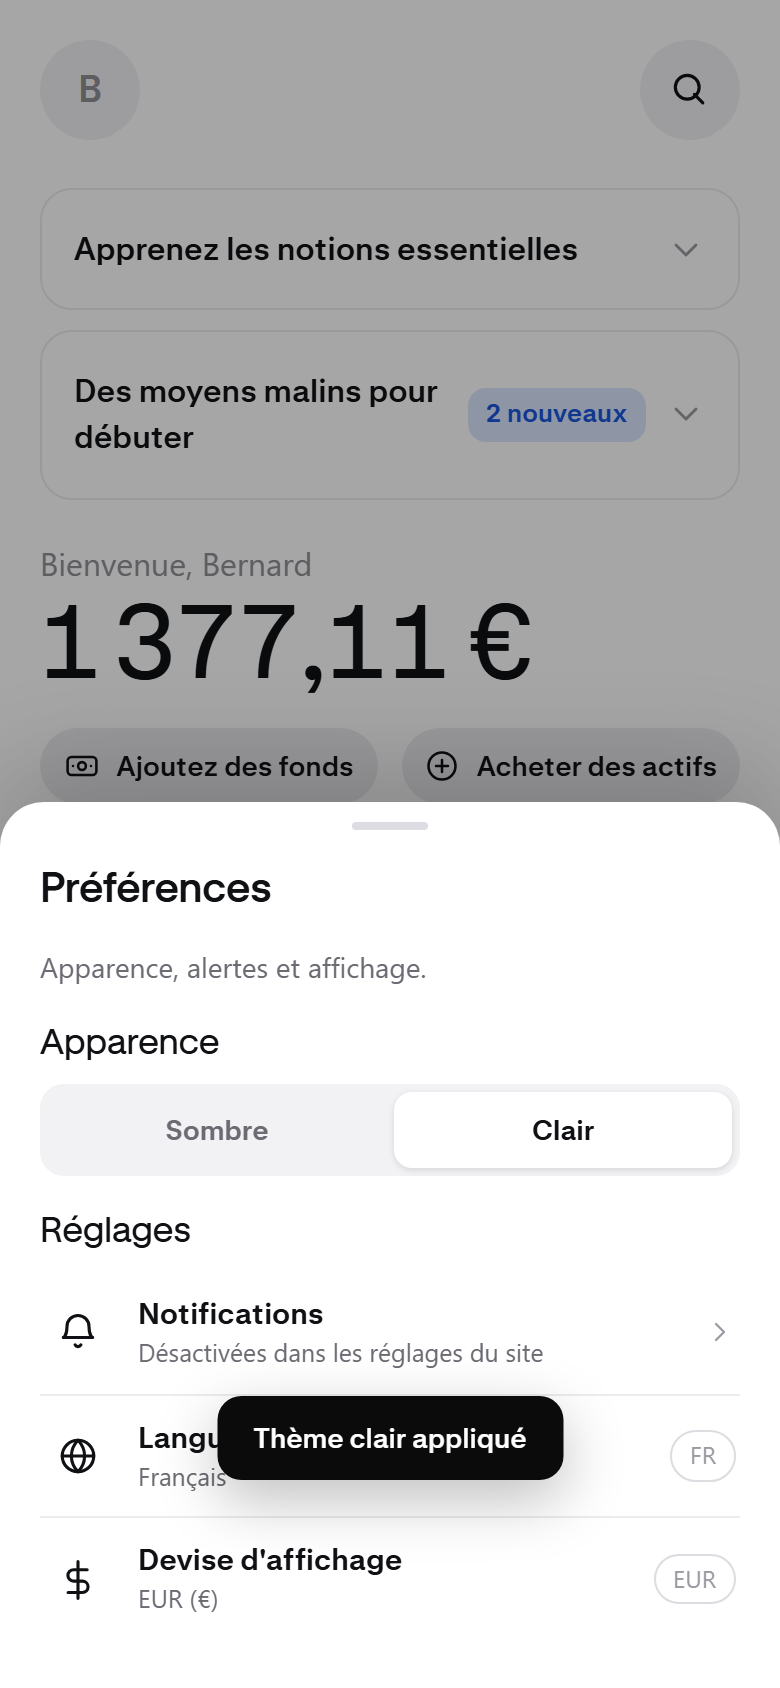 B
Apprenez les notions essentielles
Des moyens malins pour
débuter
2 nouveaux
Bienvenue, Bernard
1 377,11 €
Ajoutez des fonds
Acheter des actifs
Préférences
Apparence, alertes et affichage.
Apparence
Sombre
Clair
Réglages
Notifications
Désactivées dans les réglages du site
Langu
Thème clair appliqué
Français
FR
Devise d'affichage
EUR (€)
EUR